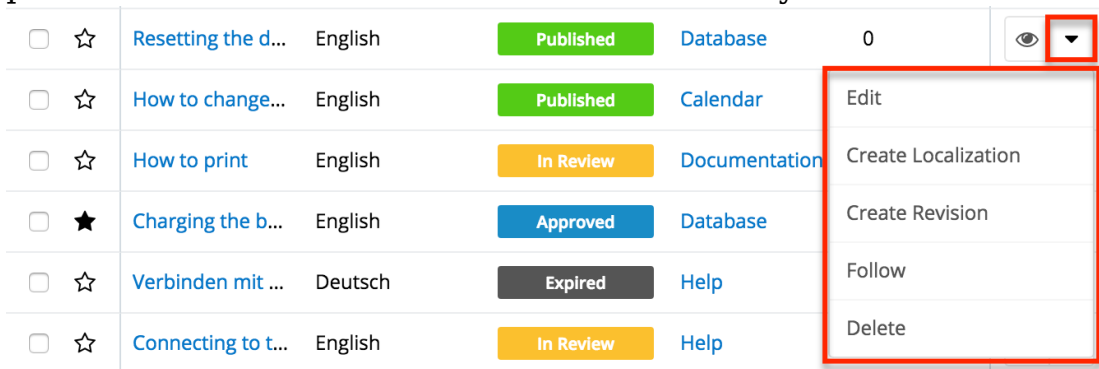 Resetting the d... English Published Database 0
How to change... English Published Calendar Edit
How to print English In Review Documentation Create Localization
Charging the b... English Approved Database Create Revision
Verbinden mit ... Deutsch Expired Help Follow
Connecting to t... English In Review Help Delete